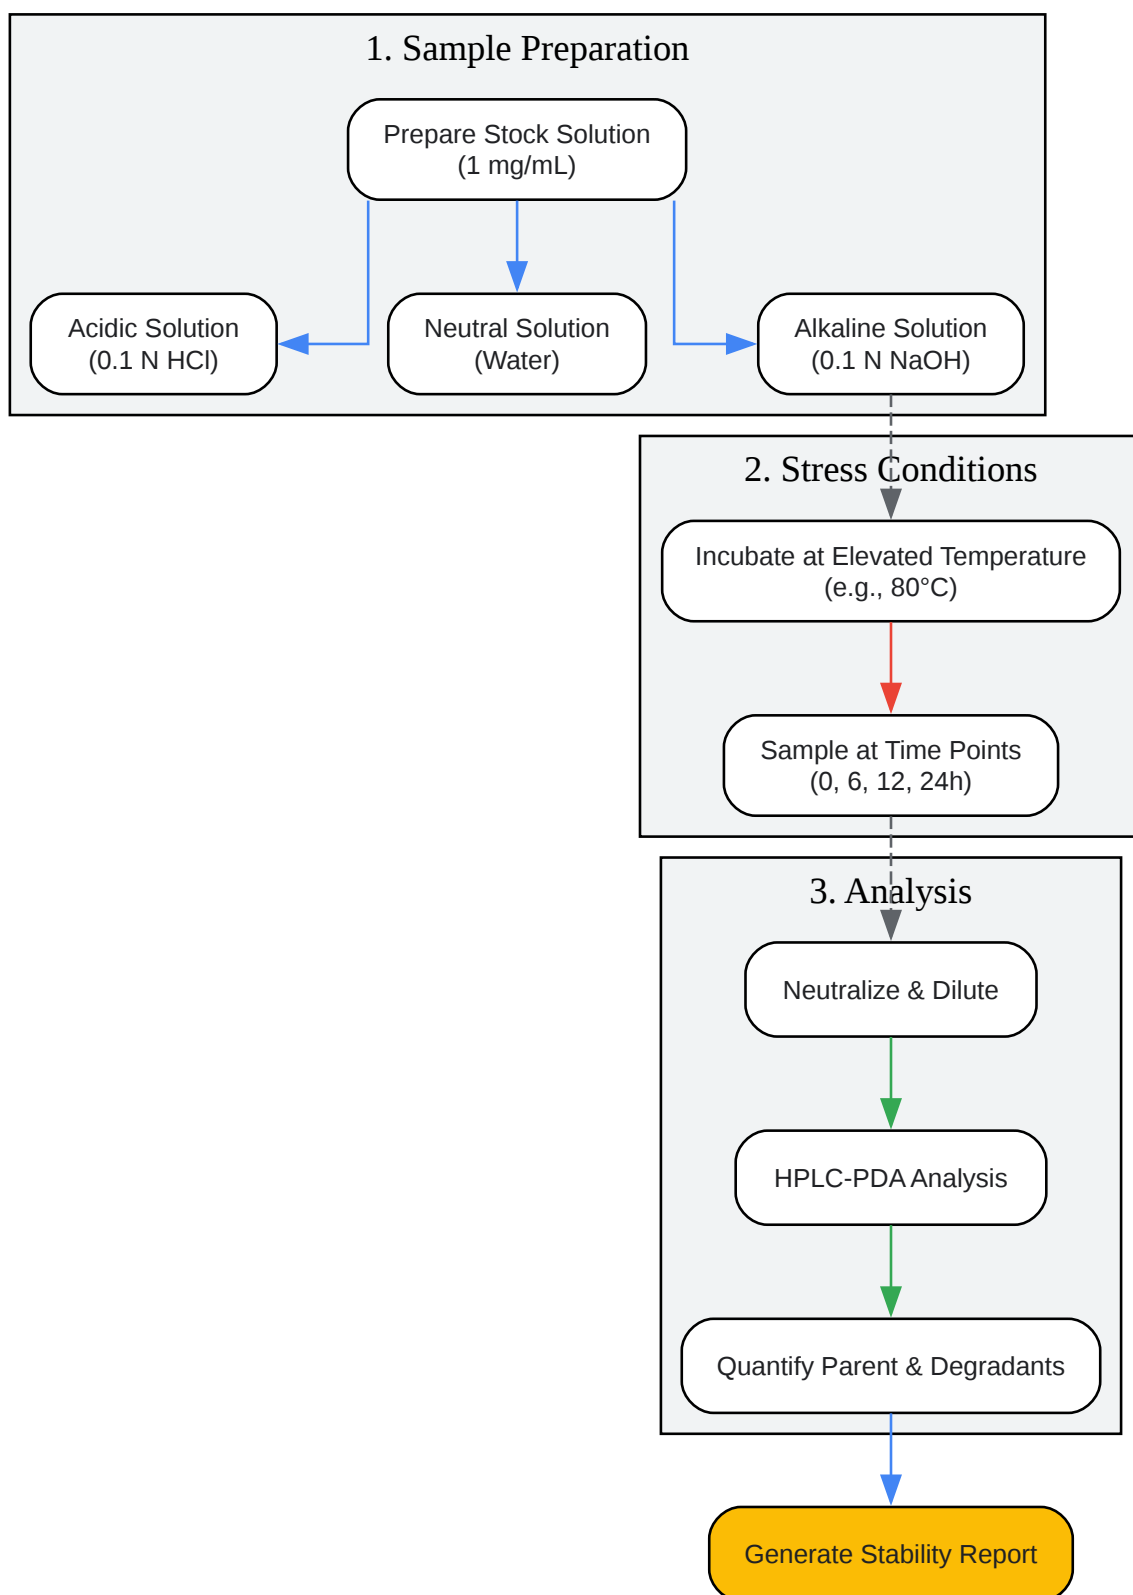 1. Sample Preparation
Prepare Stock Solution
(1 mg/mL)
Acidic Solution
(0.1 N HCl)
Neutral Solution
(Water)
Alkaline Solution
(0.1 N NaOH)
2. Stress Conditions
Incubate at Elevated Temperature
(e.g., 80°C)
Sample at Time Points
(0, 6, 12, 24h)
3. Analysis
Neutralize & Dilute
HPLC-PDA Analysis
Quantify Parent & Degradants
Generate Stability Report